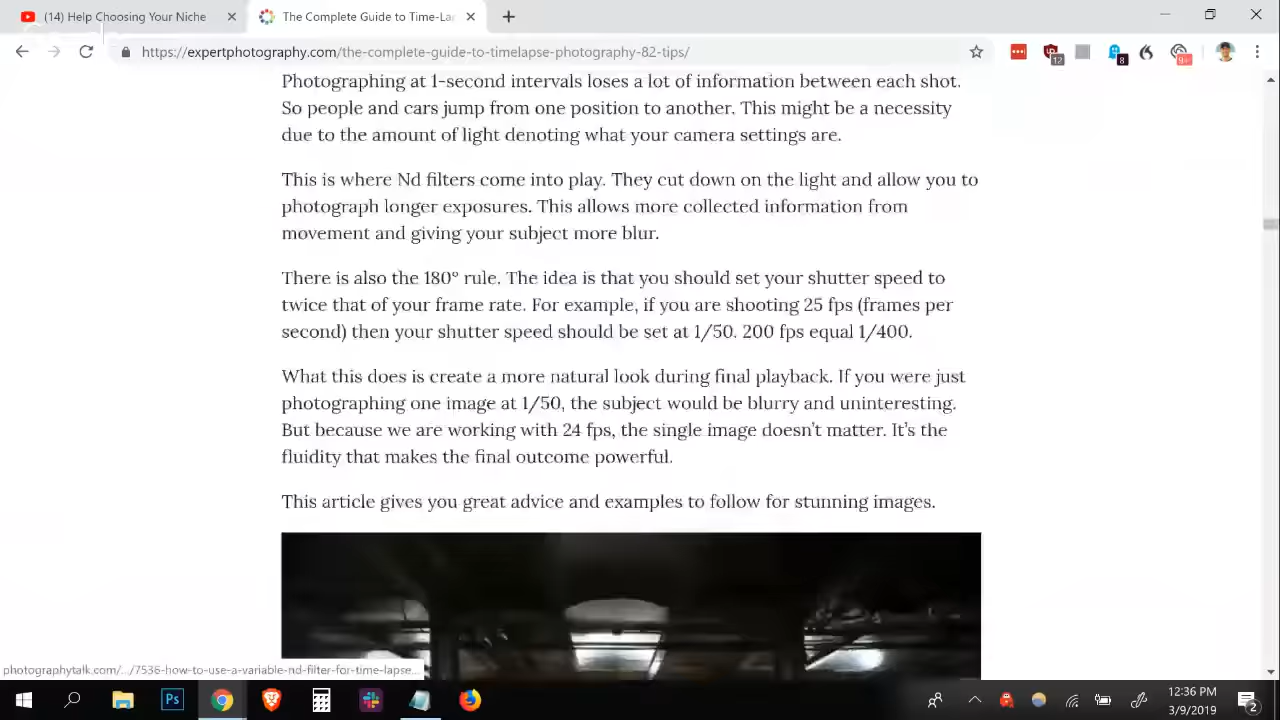 (14) Help Choosing Your Niche
The Complete Guide to Time-La
https://expertphotography.com/the-complete-guide-to-timelapse-photography-82-tips/
12
8
9+
Photographing at 1-second intervals loses a lot of information between each shot.
So people and cars jump from one position to another. This might be a necessity
due to the amount of light denoting what your camera settings are.
This is where Nd filters come into play. They cut down on the light and allow you to
photograph longer exposures. This allows more collected information from
movement and giving your subject more blur.
There is also the 180° rule. The idea is that you should set your shutter speed to
twice that of your frame rate. For example, if you are shooting 25 fps (frames per
second) then your shutter speed should be set at 1/50. 200 fps equal 1/400.
What this does is create a more natural look during final playback. If you were just
photographing one image at 1/50, the subject would be blurry and uninteresting.
But because we are working with 24 fps, the single image doesn't matter. It's the
fluidity that makes the final outcome powerful.
This article gives you great advice and examples to follow for stunning images.
photographytalk.com/.../7536-how-to-use-a-variable-nd-filter-for-time-lapse...
Ps
12:36 PM
3/9/2019
2